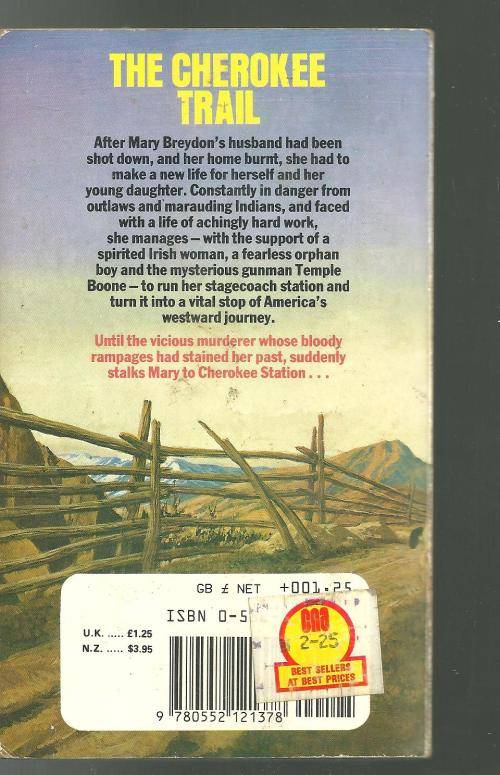 THE CHEROKEE
TRAIL
After Mary Breydon's husband had been
shot down, and her home burnt, she had to
make a new life for herself and her
young daughter. Constantly in danger from
outlaws and marauding Indians, and faced
with a life of achingly hard work,
she manages – with the support of a
spirited Irish woman, a fearless orphan
boy and the mysterious gunman Temple
Boone – to run her stagecoach station and
turn it into a vital stop of America's
westward journey.
Until the vicious murderer whose bloody
rampages had stained her past, suddenly
stalks Mary to Cherokee Station . . .
GB £ NET +001.25
ISBN 0-5
U.K. ..... £1.25
N.Z. ..... $3.95
cna
2-25
BEST SELLERS
AT BEST PRICES
9 780552 121378